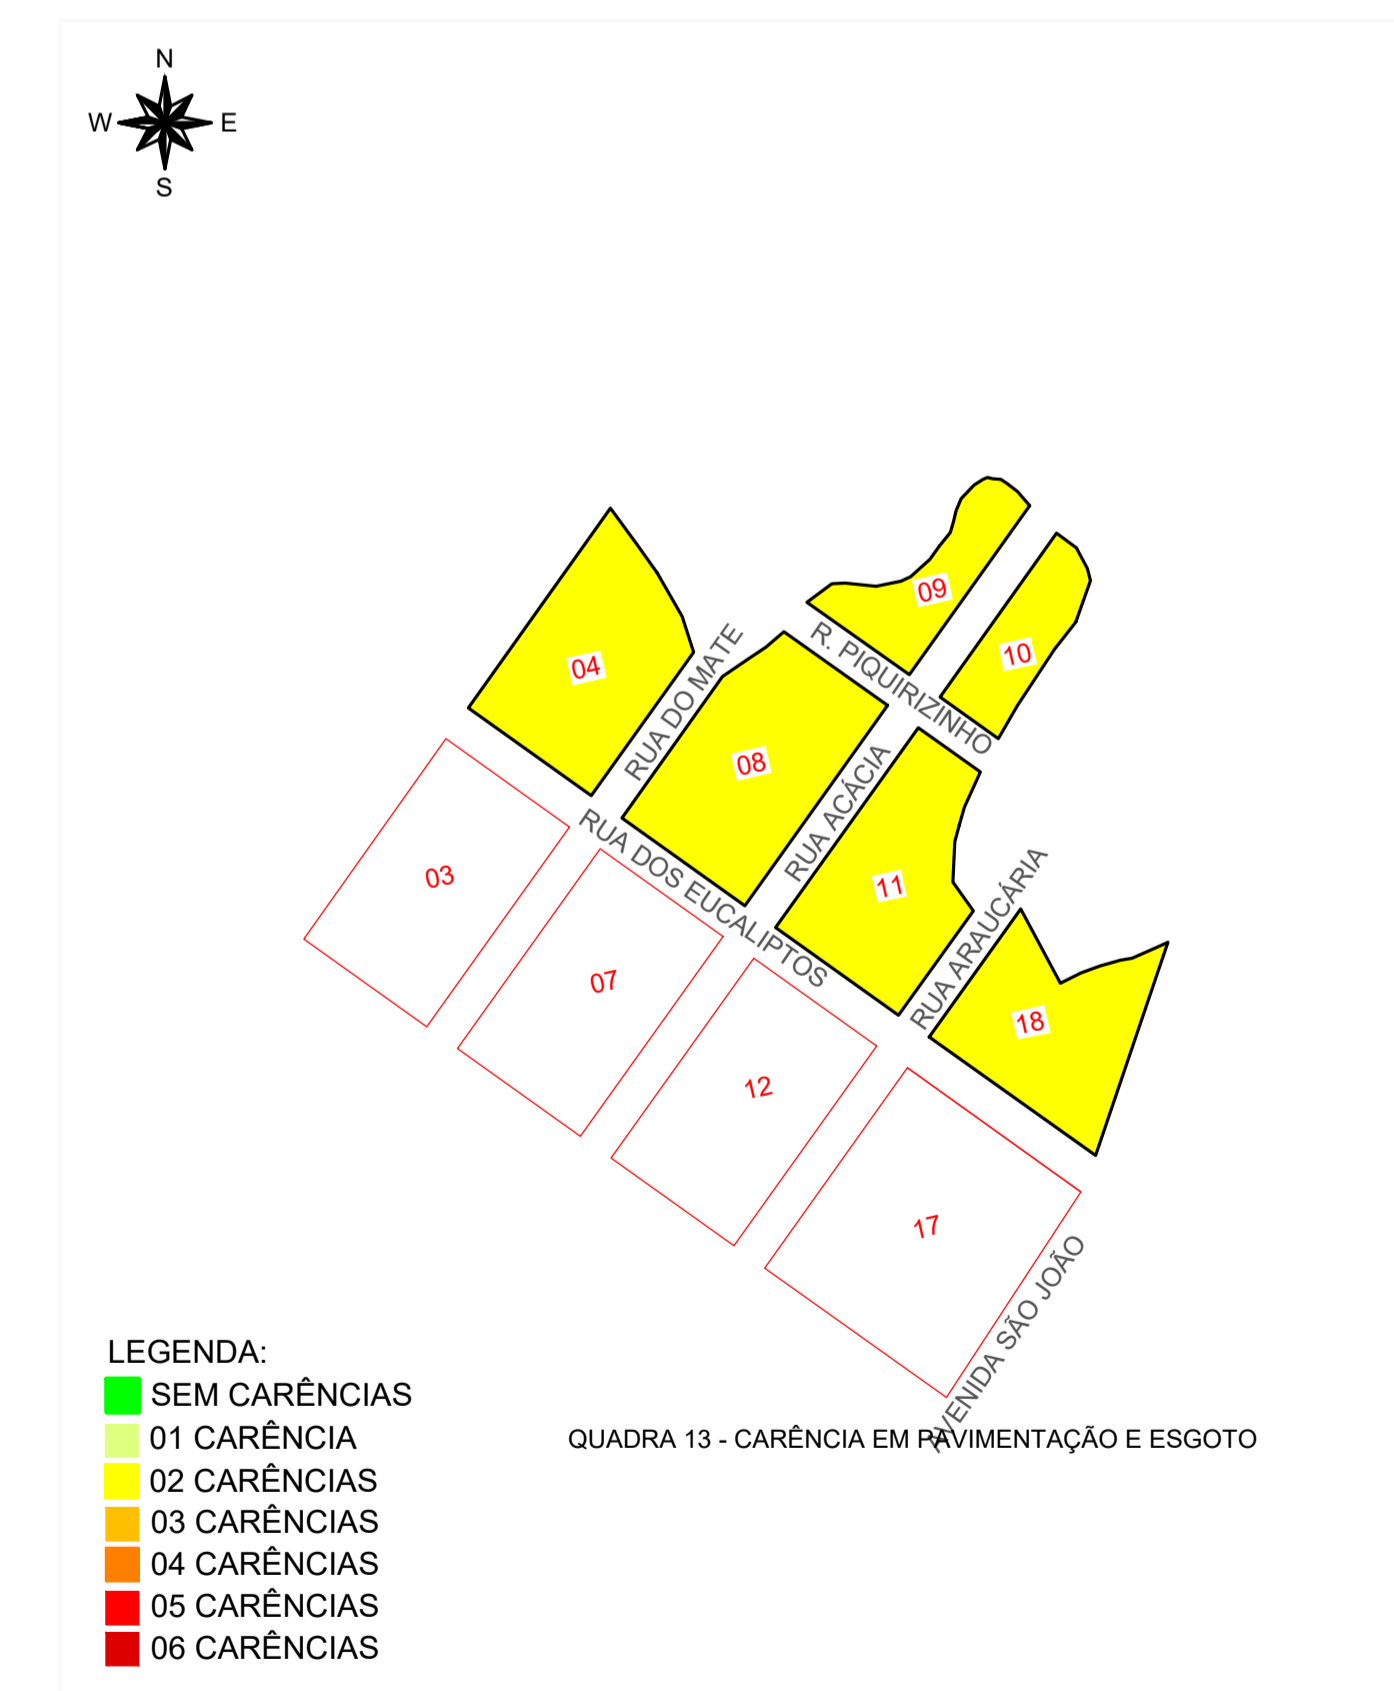 N
W E
S
09
10
04
R. PIQUIRIZINHO
RUA DO MATE
08
RUA ACÁCIA
RUA DOS EUCALIPTOS
03
11
RUA ARAUCÁRIA
07
18
12
17
AVENIDA SÃO JOÃO
LEGENDA:
SEM CARÊNCIAS
01 CARÊNCIA
QUADRA 13 - CARÊNCIA EM PAVIMENTAÇÃO E ESGOTO
02 CARÊNCIAS
03 CARÊNCIAS
04 CARÊNCIAS
05 CARÊNCIAS
06 CARÊNCIAS